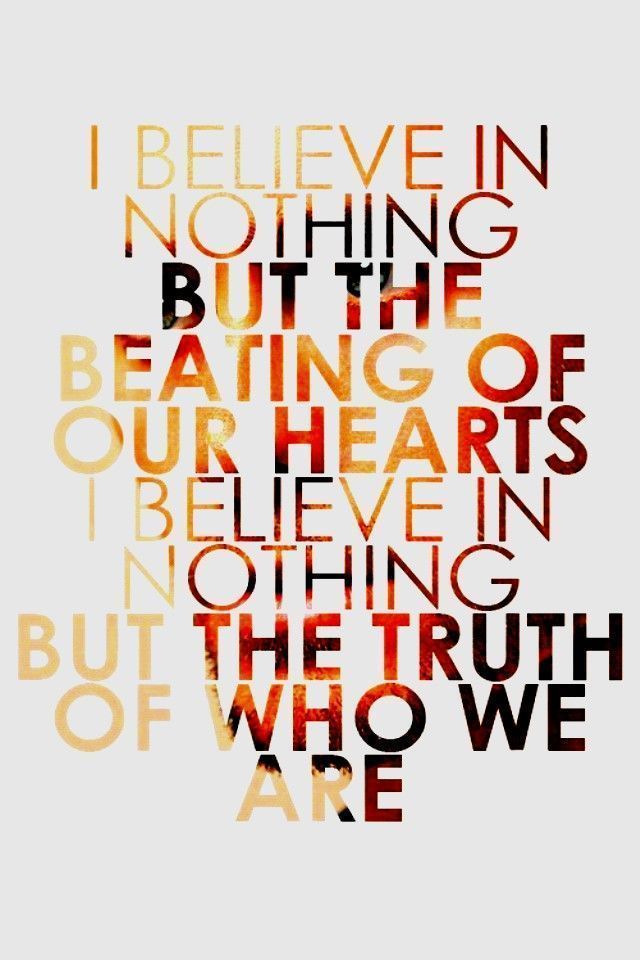 I BELIEVE IN
NOTHING
BUT THE
BEATING OF
OUR HEARTS
I BELIEVE IN
NOTHING
BUT THE TRUTH
OF WHO WE
ARE